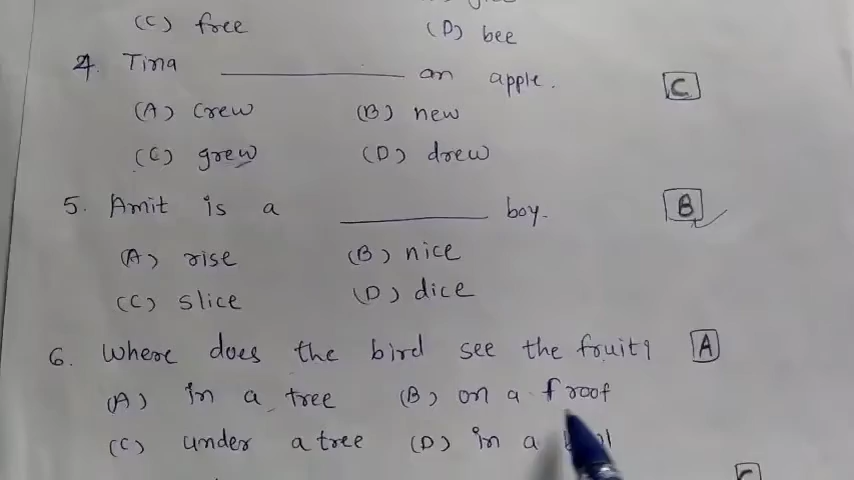 (C) free (D) bee
4. Tina ________ an apple. C
(A) crew (B) new
(C) grew (D) drew
5. Amit is a ________ boy. B
(A) rise (B) nice
(C) slice (D) dice
6. Where does the bird see the fruit? A
(A) in a tree (B) on a f roof
(C) under a tree (D) in a
C